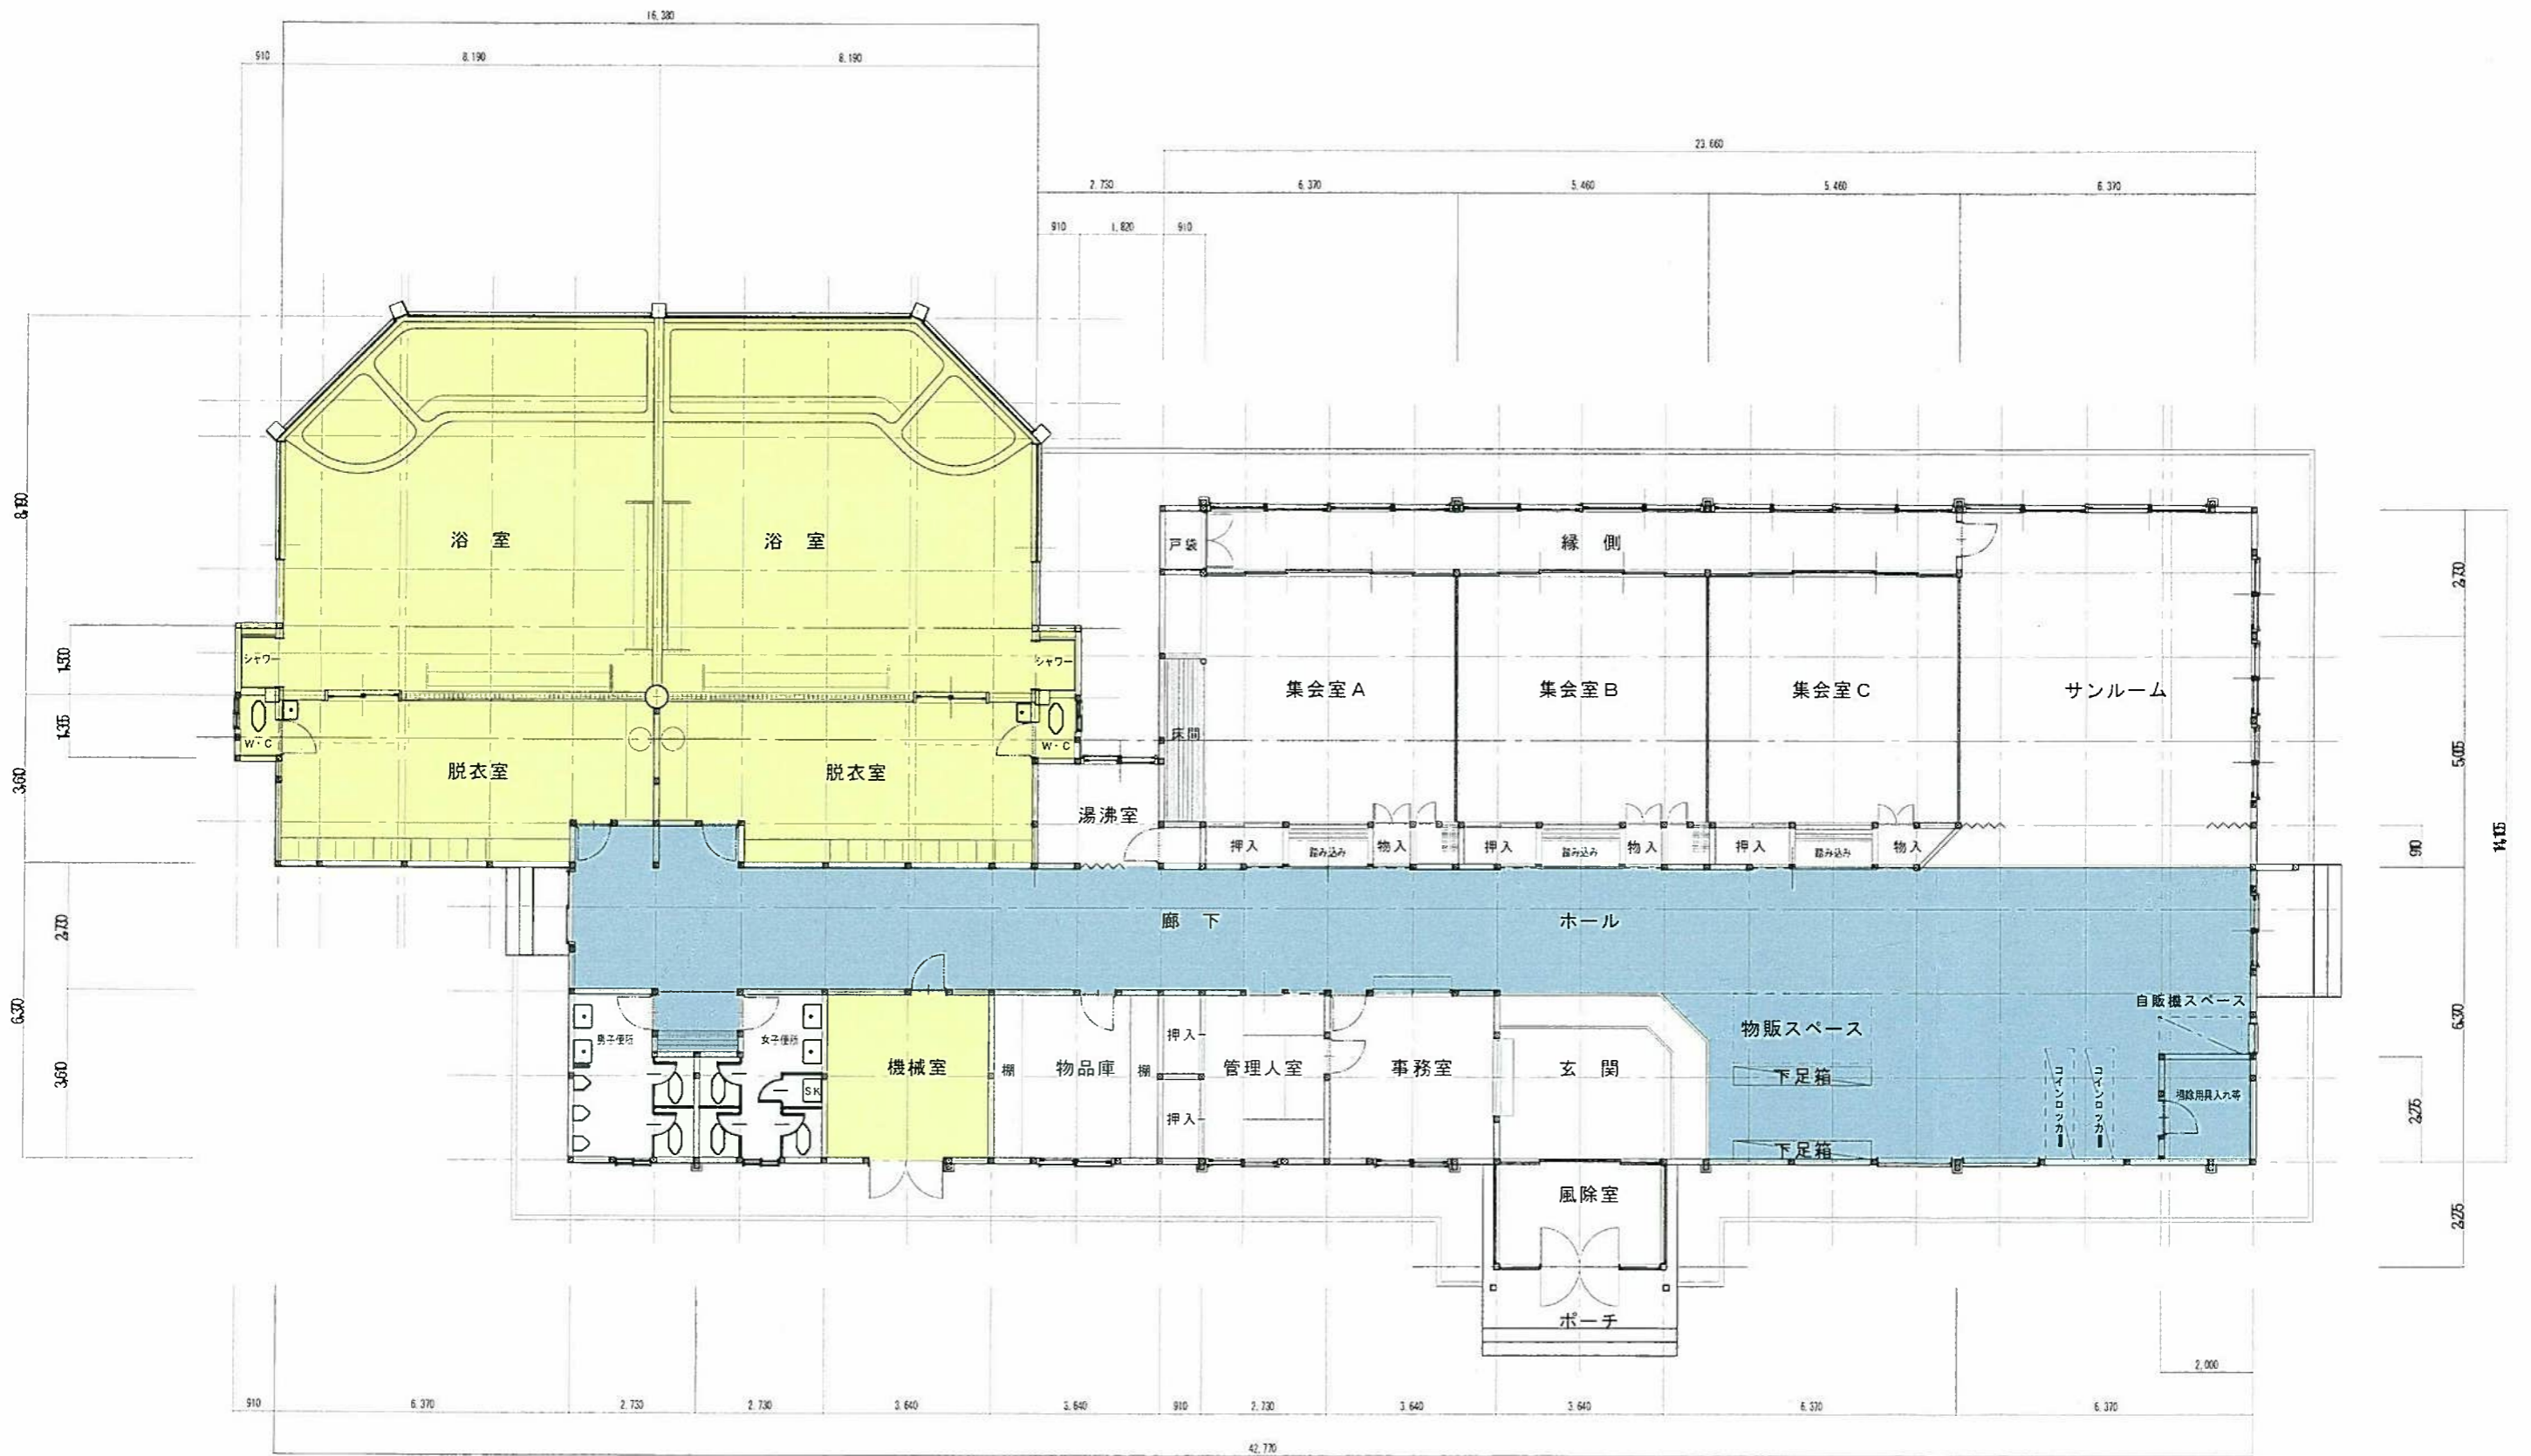 16,380
910
8,190
8,190
23,660
2,730
6,370
5,460
5,460
6,370
910
1,820
910
8,190
浴 室
浴 室
戸袋
縁 側
2,730
シャワー
シャワー
1,500
集会室A
集会室B
集会室C
サンルーム
W・C
W・C
1,365
床間
5,005
脱衣室
脱衣室
3,610
湯沸室
押入
踏み込み
物入
押入
踏み込み
物入
押入
踏み込み
物入
910
14,105
廊 下
ホール
2,700
自販機スペース
6,370
男子便所
女子便所
押入
物販スペース
6,370
機械室
棚
物品庫
棚
管理人室
事務室
玄 関
下足箱
コインロッカー
コインロッカー
3,610
SK
押入
掃除用具入れ等
2,275
下足箱
風除室
2,275
ポーチ
2,000
910
6,370
2,730
2,730
3,640
3,640
910
2,730
3,640
3,640
6,370
6,370
42,770